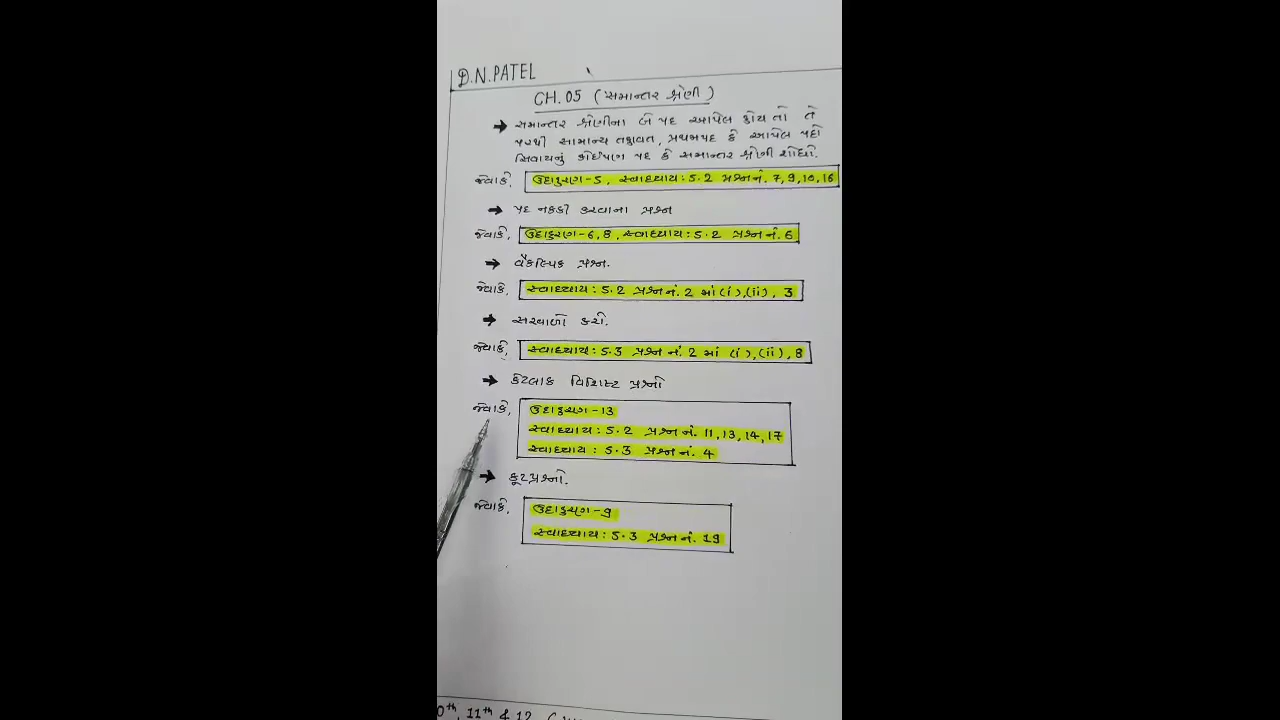 D.N.PATEL
CH.05 (સમાન્તર શ્રેણી)
→ સમાન્તર શ્રેણીના બે પદ આપેલ હોય તો તે
પરથી સામાન્ય તફાવત, પ્રથમપદ કે આપેલ પદો
સિવાયનું કોઈપણ પદ કે સમાન્તર શ્રેણી શોધો.
જેવાકે, ઉદાહરણ-5, સ્વાધ્યાય: 5.2 પ્રશ્ન નં. 7, 9, 10, 16
→ પદ નક્કી કરવાના પ્રશ્ન
જેવાકે, ઉદાહરણ-6, 8, સ્વાધ્યાય: 5.2 પ્રશ્ન નં. 6
→ વૈકલ્પિક પ્રશ્ન.
જેવાકે, સ્વાધ્યાય: 5.2 પ્રશ્ન નં. 2 માં (i), (ii), 3
→ સરવાળો કરો.
જેવાકે, સ્વાધ્યાય: 5.3 પ્રશ્ન નં. 2 માં (i), (ii), 8
→ કેટલાક વિશિષ્ટ પ્રશ્નો
જેવાકે, ઉદાહરણ-13
સ્વાધ્યાય: 5.2 પ્રશ્ન નં. 11, 13, 14, 17
સ્વાધ્યાય: 5.3 પ્રશ્ન નં. 4
→ કૂટપ્રશ્નો.
જેવાકે, ઉદાહરણ-9
સ્વાધ્યાય: 5.3 પ્રશ્ન નં. 19
0th, 11th & 12